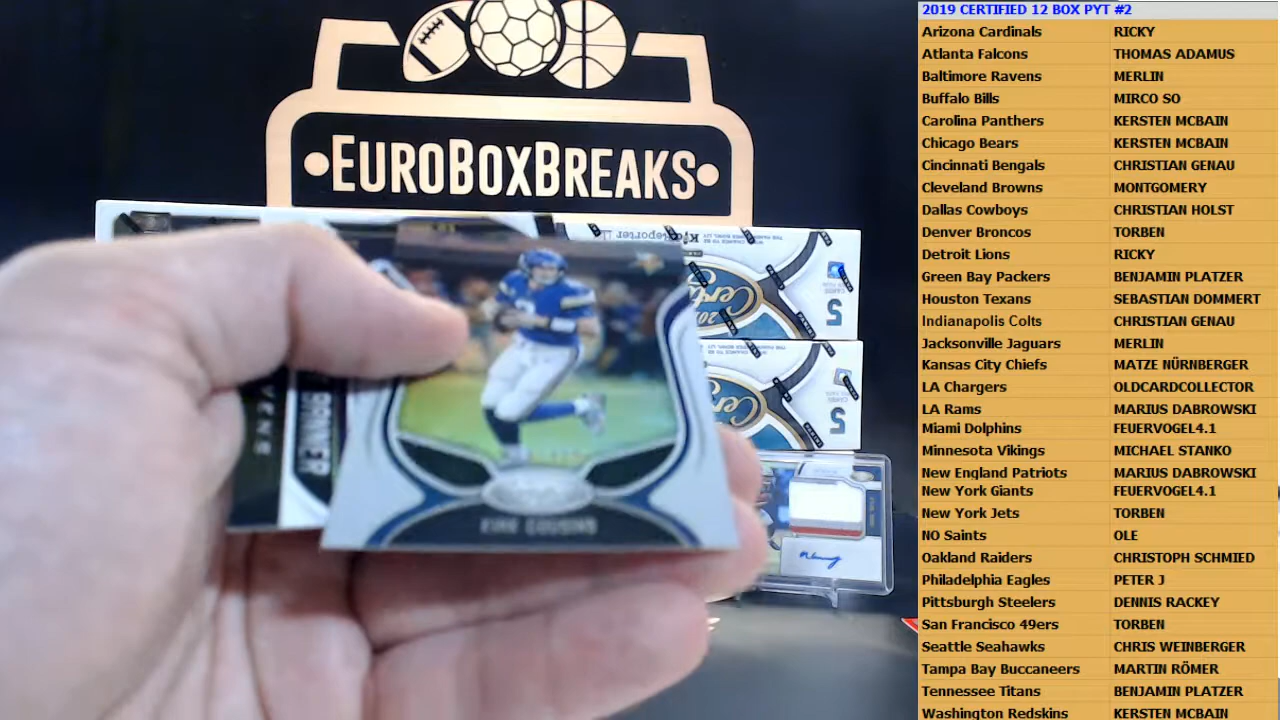 EUROBOXBREAKS
KIRK COUSINS
2019 CERTIFIED 12 BOX PYT #2
Arizona Cardinals RICKY
Atlanta Falcons THOMAS ADAMUS
Baltimore Ravens MERLIN
Buffalo Bills MIRCO SO
Carolina Panthers KERSTEN MCBAIN
Chicago Bears KERSTEN MCBAIN
Cincinnati Bengals CHRISTIAN GENAU
Cleveland Browns MONTGOMERY
Dallas Cowboys CHRISTIAN HOLST
Denver Broncos TORBEN
Detroit Lions RICKY
Green Bay Packers BENJAMIN PLATZER
Houston Texans SEBASTIAN DOMMERT
Indianapolis Colts CHRISTIAN GENAU
Jacksonville Jaguars MERLIN
Kansas City Chiefs MATZE NÜRNBERGER
LA Chargers OLDCARDCOLLECTOR
LA Rams MARIUS DABROWSKI
Miami Dolphins FEUERVOGEL4.1
Minnesota Vikings MICHAEL STANKO
New England Patriots MARIUS DABROWSKI
New York Giants FEUERVOGEL4.1
New York Jets TORBEN
NO Saints OLE
Oakland Raiders CHRISTOPH SCHMIED
Philadelphia Eagles PETER J
Pittsburgh Steelers DENNIS RACKEY
San Francisco 49ers TORBEN
Seattle Seahawks CHRIS WEINBERGER
Tampa Bay Buccaneers MARTIN RÖMER
Tennessee Titans BENJAMIN PLATZER
Washington Redskins KERSTEN MCBAIN